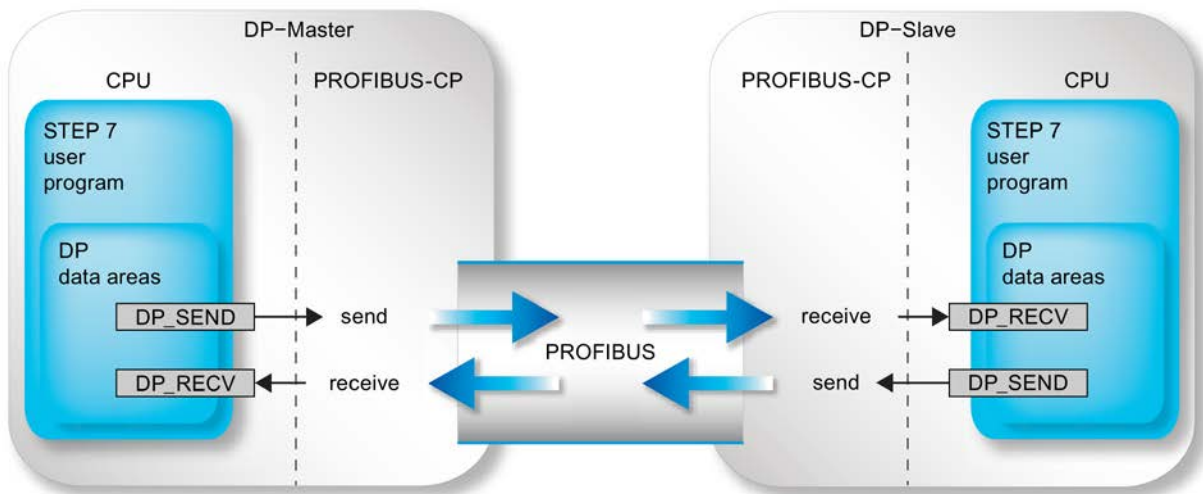 DP-Master
CPU
PROFIBUS-CP
STEP 7
user
program
DP
data areas
DP_SEND
send
DP_RECV
receive
PROFIBUS
DP-Slave
PROFIBUS-CP
CPU
STEP 7
user
program
DP
data areas
receive
DP_RECV
send
DP_SEND